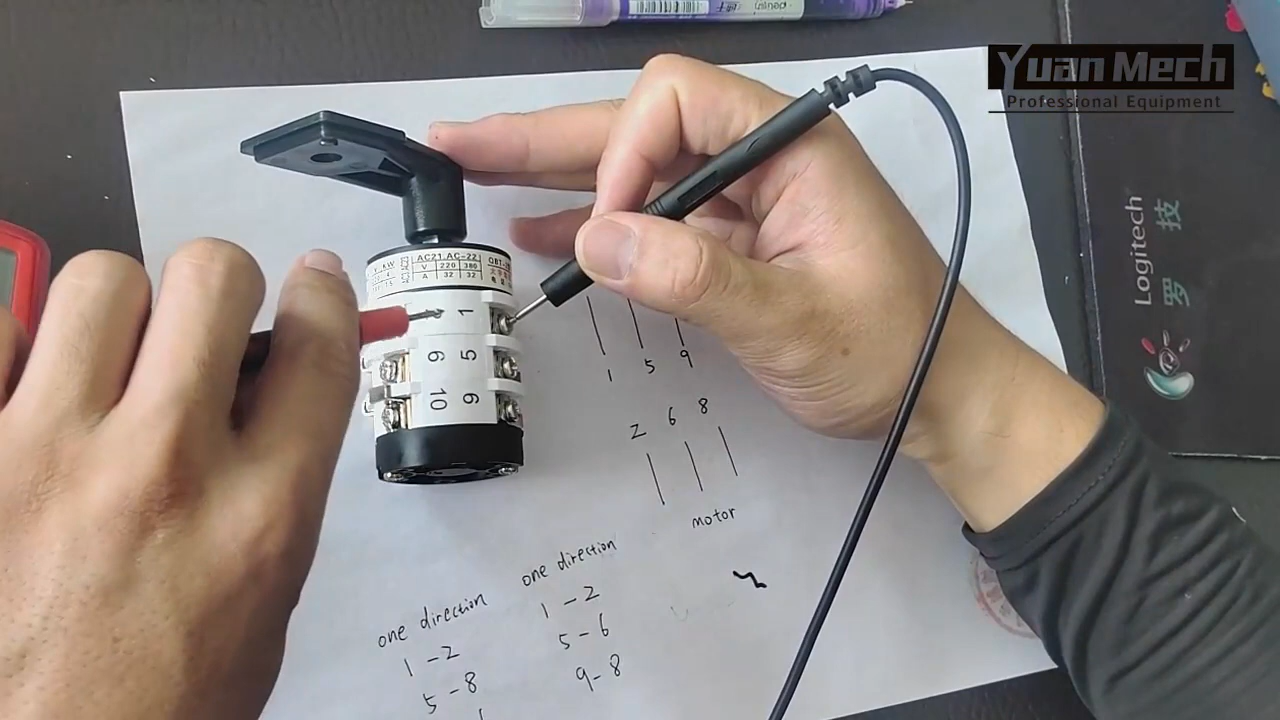 Yuan Mech
Professional Equipment
Logitech
罗技
AC21.AC-22
V 220 380
A 32 32
1
6 5
10 9
1 5 9
2 6 8
motor
one direction
1 - 2
5 - 6
9 - 8
one direction
1 - 2
5 - 8